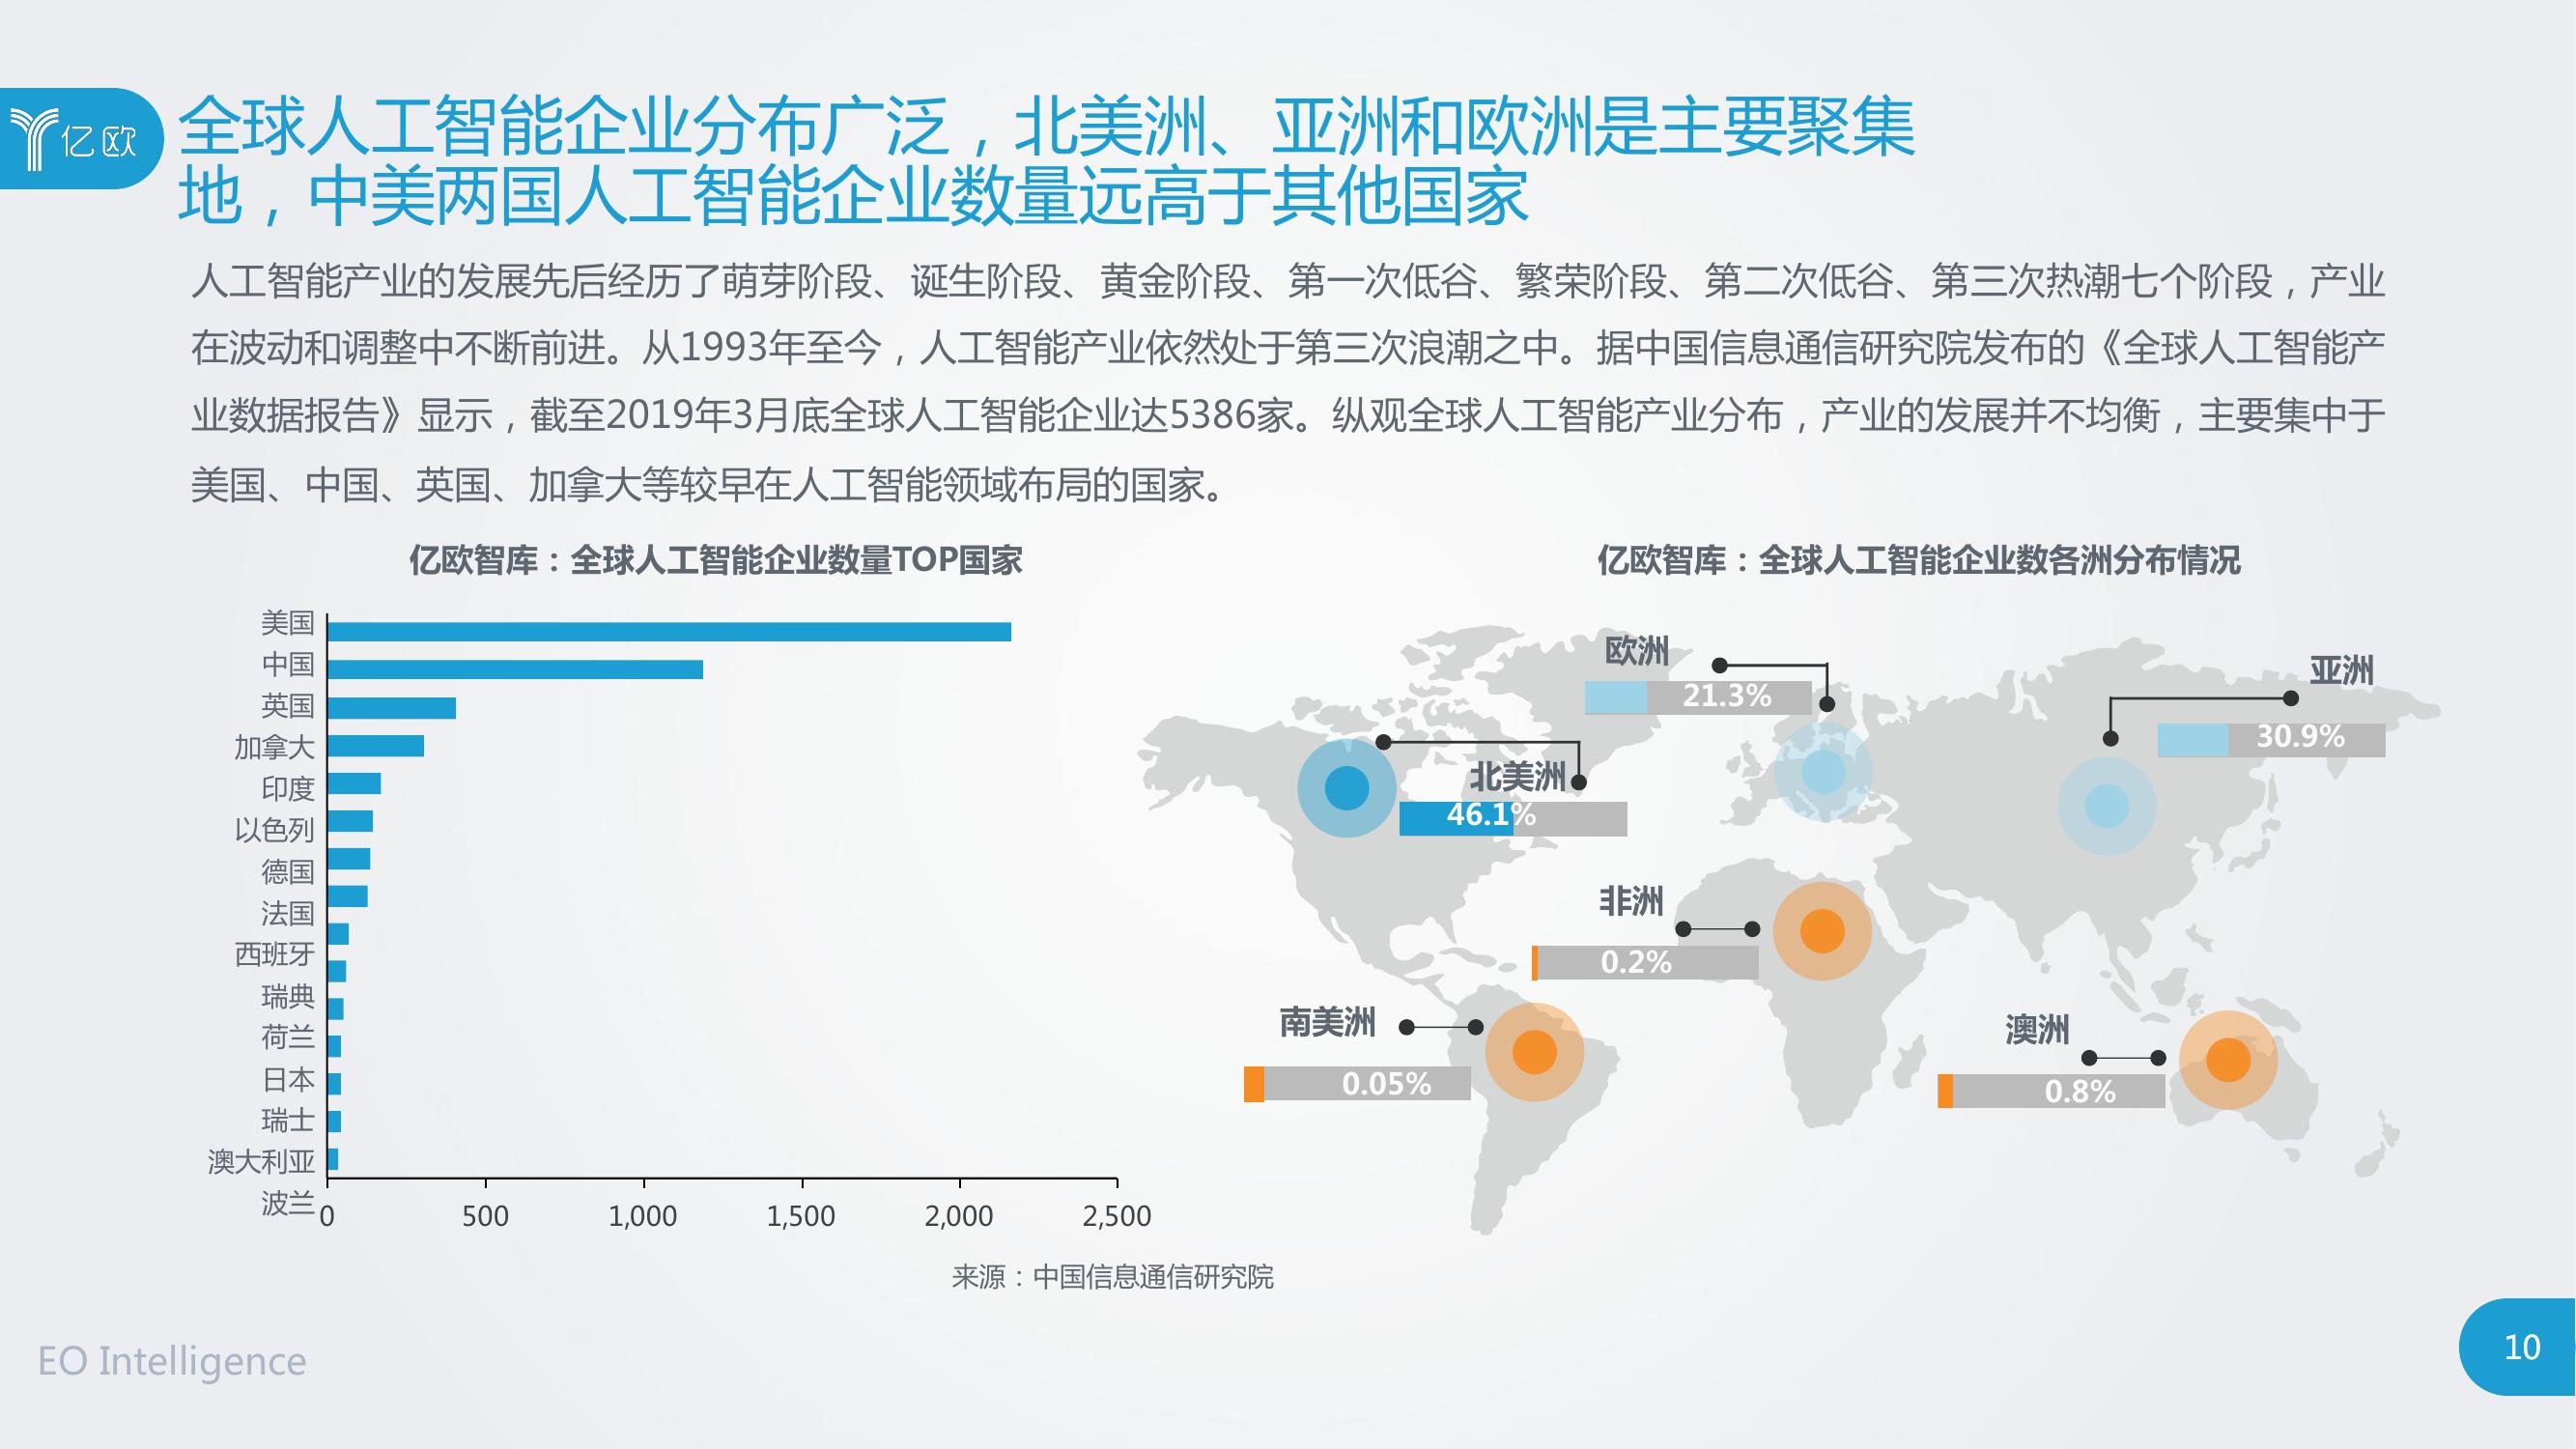 亿欧
全球人工智能企业分布广泛，北美洲、亚洲和欧洲是主要聚集
地，中美两国人工智能企业数量远高于其他国家
人工智能产业的发展先后经历了萌芽阶段、诞生阶段、黄金阶段、第一次低谷、繁荣阶段、第二次低谷、第三次热潮七个阶段，产业
在波动和调整中不断前进。从1993年至今，人工智能产业依然处于第三次浪潮之中。据中国信息通信研究院发布的《全球人工智能产
业数据报告》显示，截至2019年3月底全球人工智能企业达5386家。纵观全球人工智能产业分布，产业的发展并不均衡，主要集中于
美国、中国、英国、加拿大等较早在人工智能领域布局的国家。
亿欧智库：全球人工智能企业数量TOP国家
美国
中国
英国
加拿大
印度
以色列
德国
法国
西班牙
瑞典
荷兰
日本
瑞士
澳大利亚
波兰
0 500 1,000 1,500 2,000 2,500
亿欧智库：全球人工智能企业数各洲分布情况
欧洲
21.3%
亚洲
30.9%
北美洲
46.1%
非洲
0.2%
南美洲
0.05%
澳洲
0.8%
来源：中国信息通信研究院
EO Intelligence
10